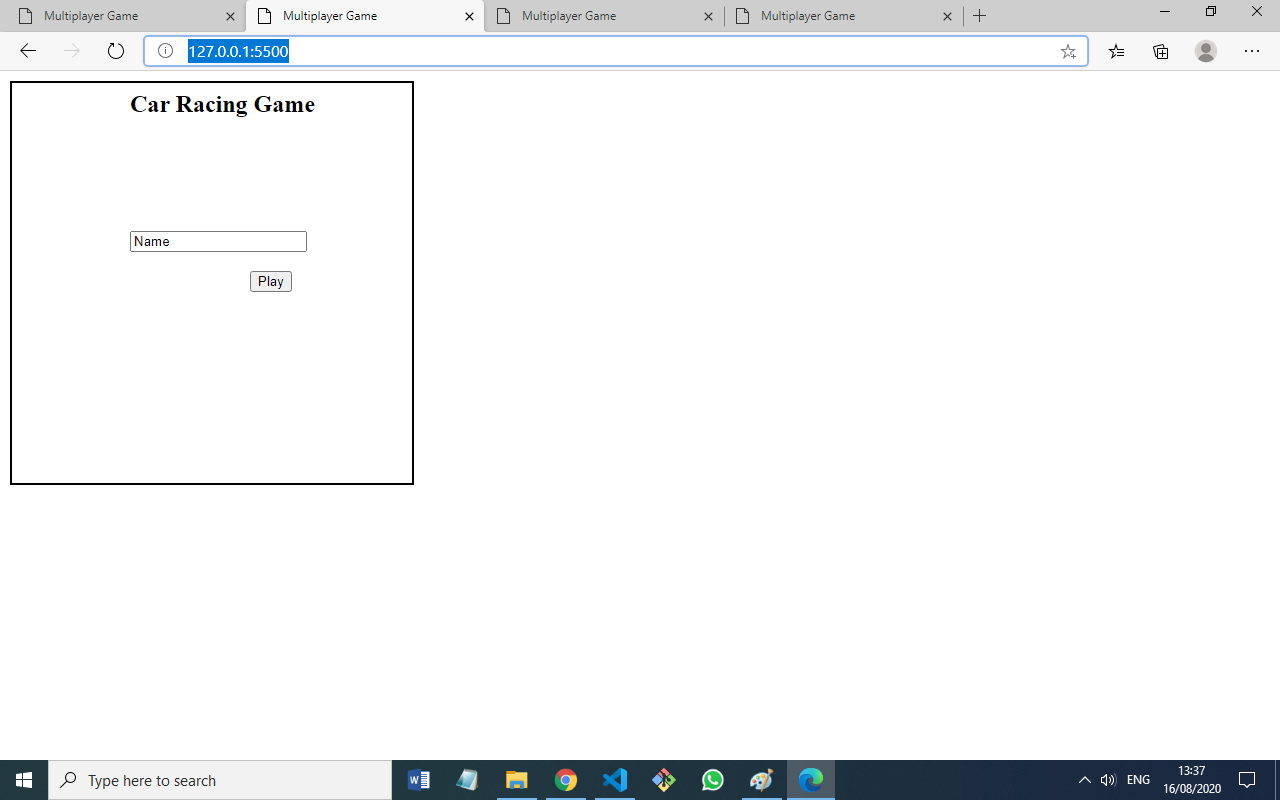 Multiplayer Game
Multiplayer Game
Multiplayer Game
Multiplayer Game
127.0.0.1:5500
Car Racing Game
Name
Play
Type here to search
ENG
13:37
16/08/2020